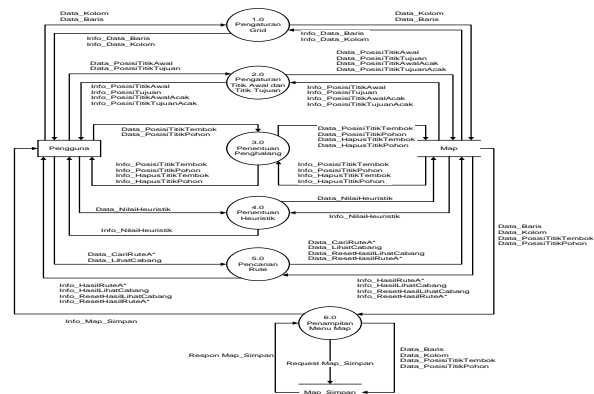 Data_Kolom
Data_Baris
1.0
Pengaturan
Grid
Data_Kolom
Data_Baris
Info_Data_Baris
Info_Data_Kolom
Info_Data_Baris
Info_Data_Kolom
Data_PosisiTitikAwal
Data_PosisiTitikTujuan
2.0
Pengaturan
Titik Awal dan
Titik Tujuan
Data_PosisiTitikAwal
Data_PosisiTitikTujuan
Data_PosisiTitikAwalAcak
Data_PosisiTitikTujuanAcak
Info_PosisiTitikAwal
Info_PosisiTujuan
Info_PosisiTitikAwalAcak
Info_PosisiTitikTujuanAcak
Info_PosisiTitikAwal
Info_PosisiTujuan
Info_PosisiTitikAwalAcak
Info_PosisiTitikTujuanAcak
Pengguna
Data_PosisiTitikTembok
Data_PosisiTitikPohon
3.0
Penentuan
Penghalang
Data_PosisiTitikTembok
Data_PosisiTitikPohon
Data_HapusTitikTembok
Data_HapusTitikPohon
Map
Info_PosisiTitikTembok
Info_PosisiTitikPohon
Info_HapusTitikTembok
Info_HapusTitikPohon
Info_PosisiTitikTembok
Info_PosisiTitikPohon
Info_HapusTitikTembok
Info_HapusTitikPohon
Data_NilaiHeuristik
4.0
Penentuan
Heuristik
Data_NilaiHeuristik
Info_NilaiHeuristik
Info_NilaiHeuristik
Data_Baris
Data_Kolom
Data_PosisiTitikTembok
Data_PosisiTitikPohon
Data_CariRuteA*
Data_LihatCabang
5.0
Pencarian
Rute
Data_CariRuteA*
Data_LihatCabang
Data_ResetHasilLihatCabang
Data_ResetHasilRuteA*
Info_HasilRuteA*
Info_HasilLihatCabang
Info_ResetHasilLihatCabang
Info_ResetHasilRuteA*
Info_HasilRuteA*
Info_HasilLihatCabang
Info_ResetHasilLihatCabang
Info_ResetHasilRuteA*
Info_Map_Simpan
6.0
Penampilan
Menu Map
Respon Map_Simpan
Request Map_Simpan
Data_Baris
Data_Kolom
Data_PosisiTitikTembok
Data_PosisiTitikPohon
Map_Simpan